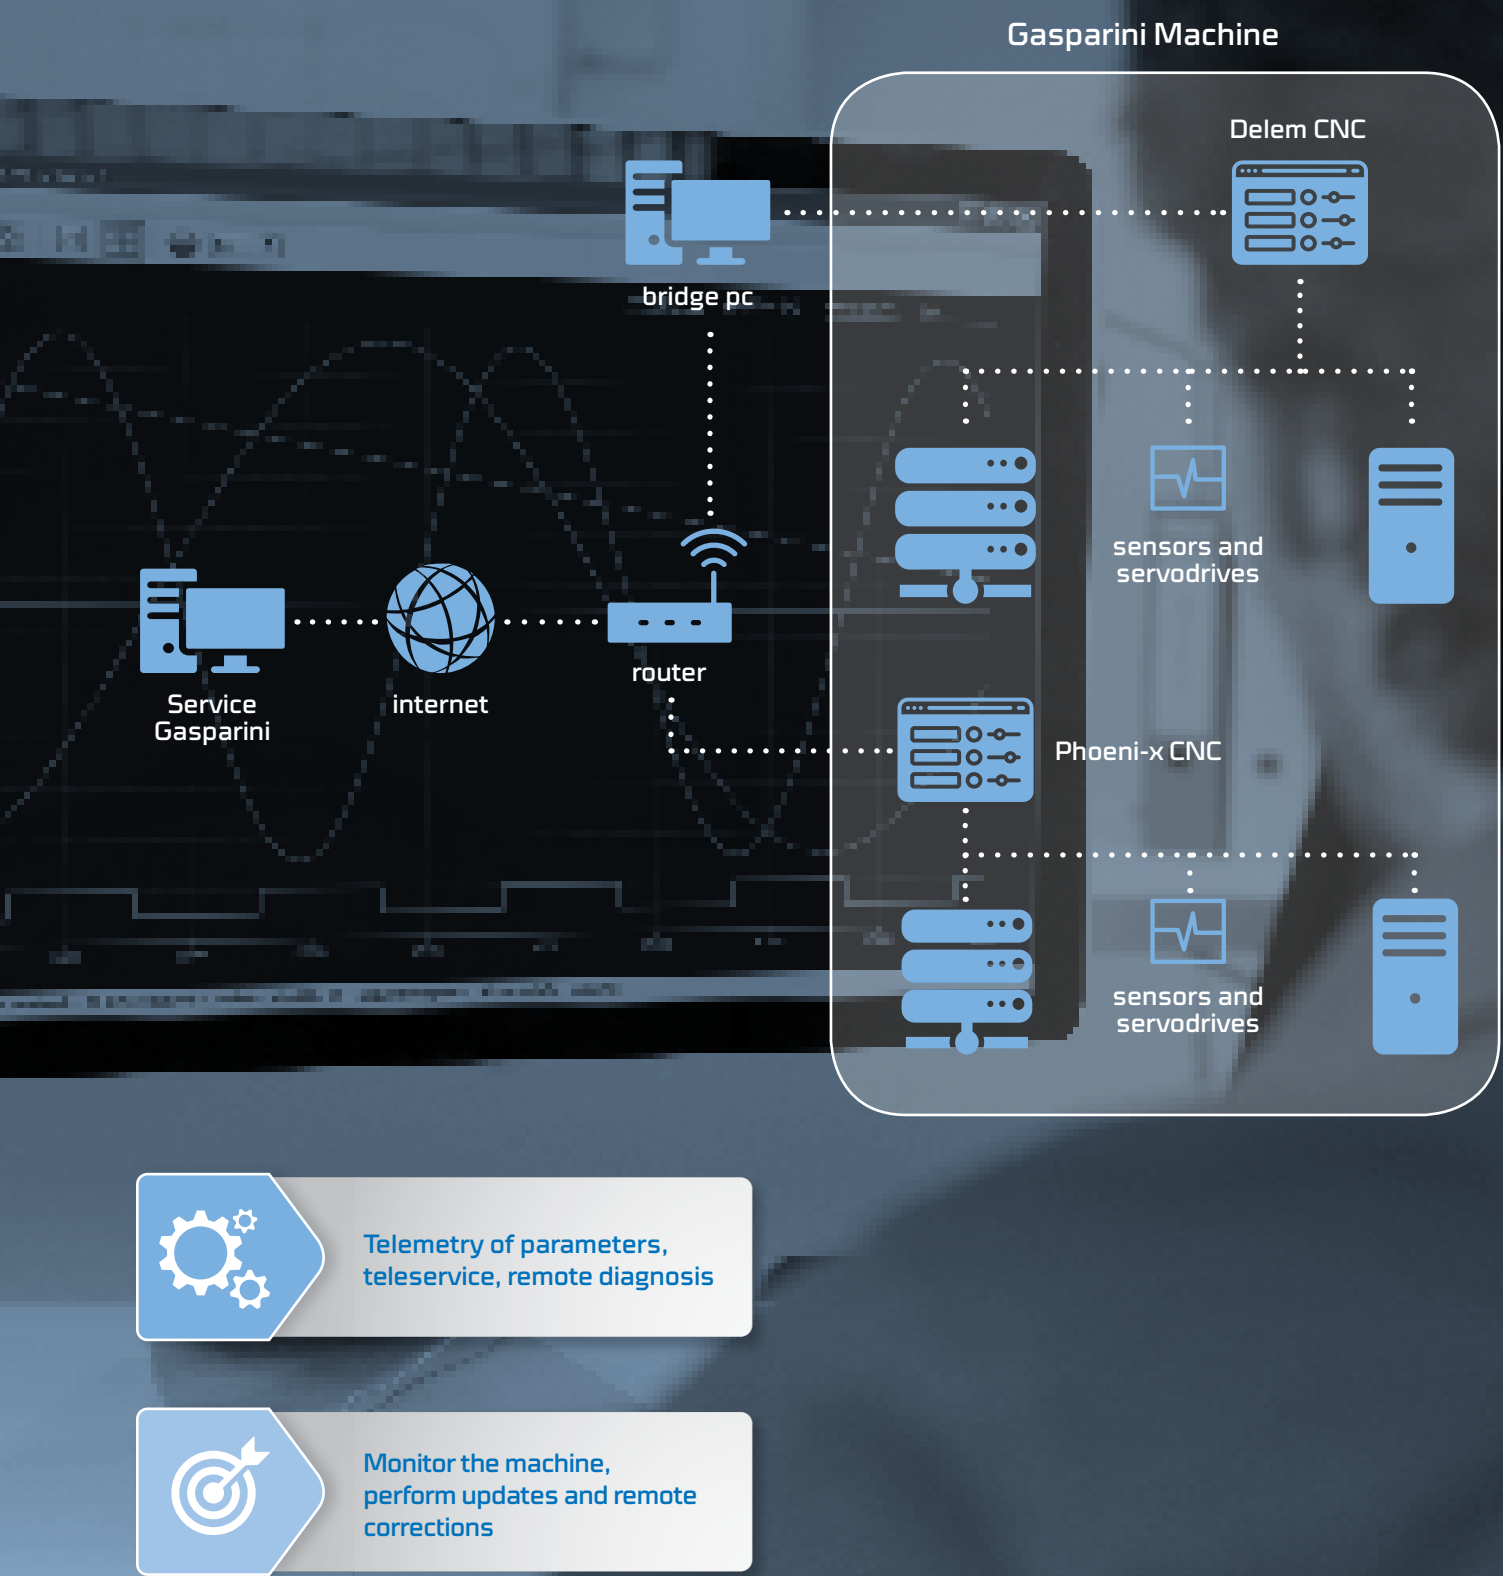 Gasparini Machine
Delem CNC
bridge pc
sensors and
servodrives
router
Service
Gasparini
internet
Phoeni-x CNC
sensors and
servodrives
Telemetry of parameters,
teleservice, remote diagnosis
Monitor the machine,
perform updates and remote
corrections